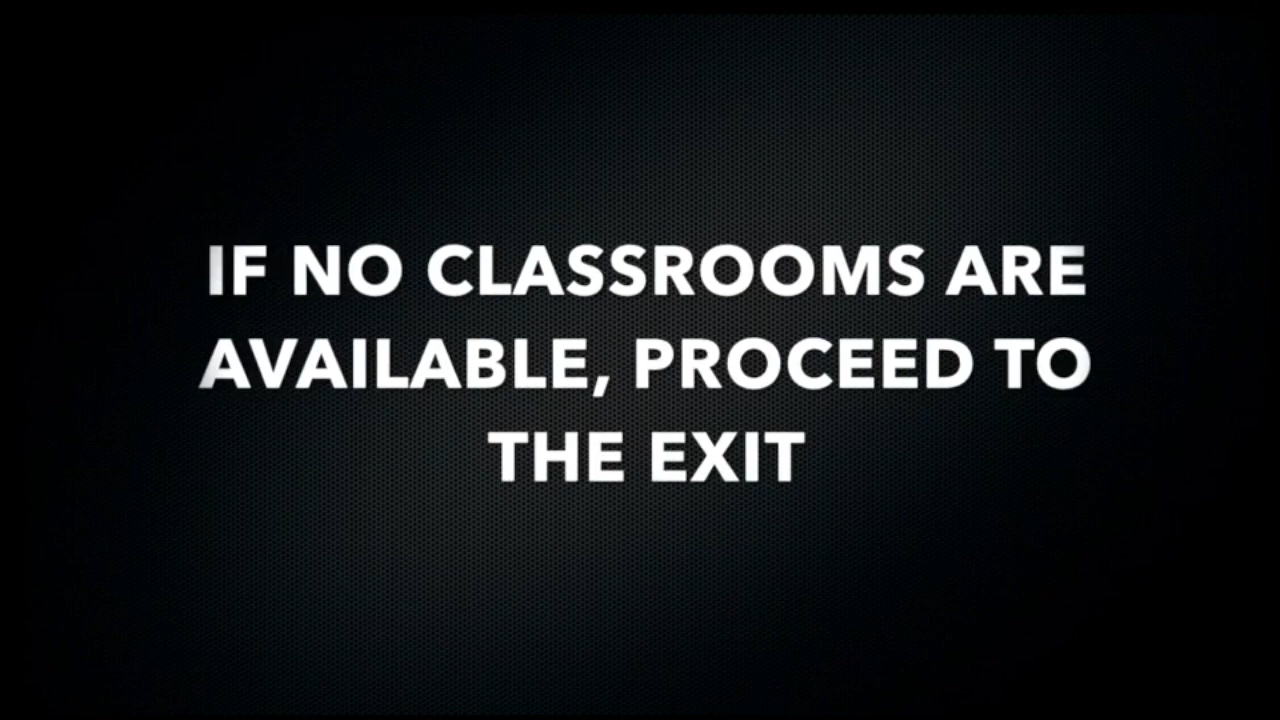 IF NO CLASSROOMS ARE
AVAILABLE, PROCEED TO
THE EXIT